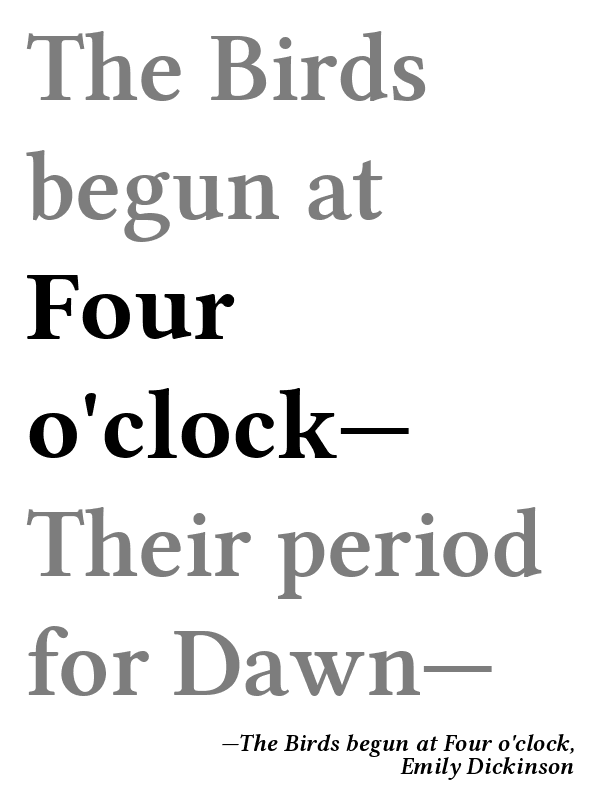 The Birds
begun at
Four
o'clock—
Their period
for Dawn—
—The Birds begun at Four o'clock,
Emily Dickinson